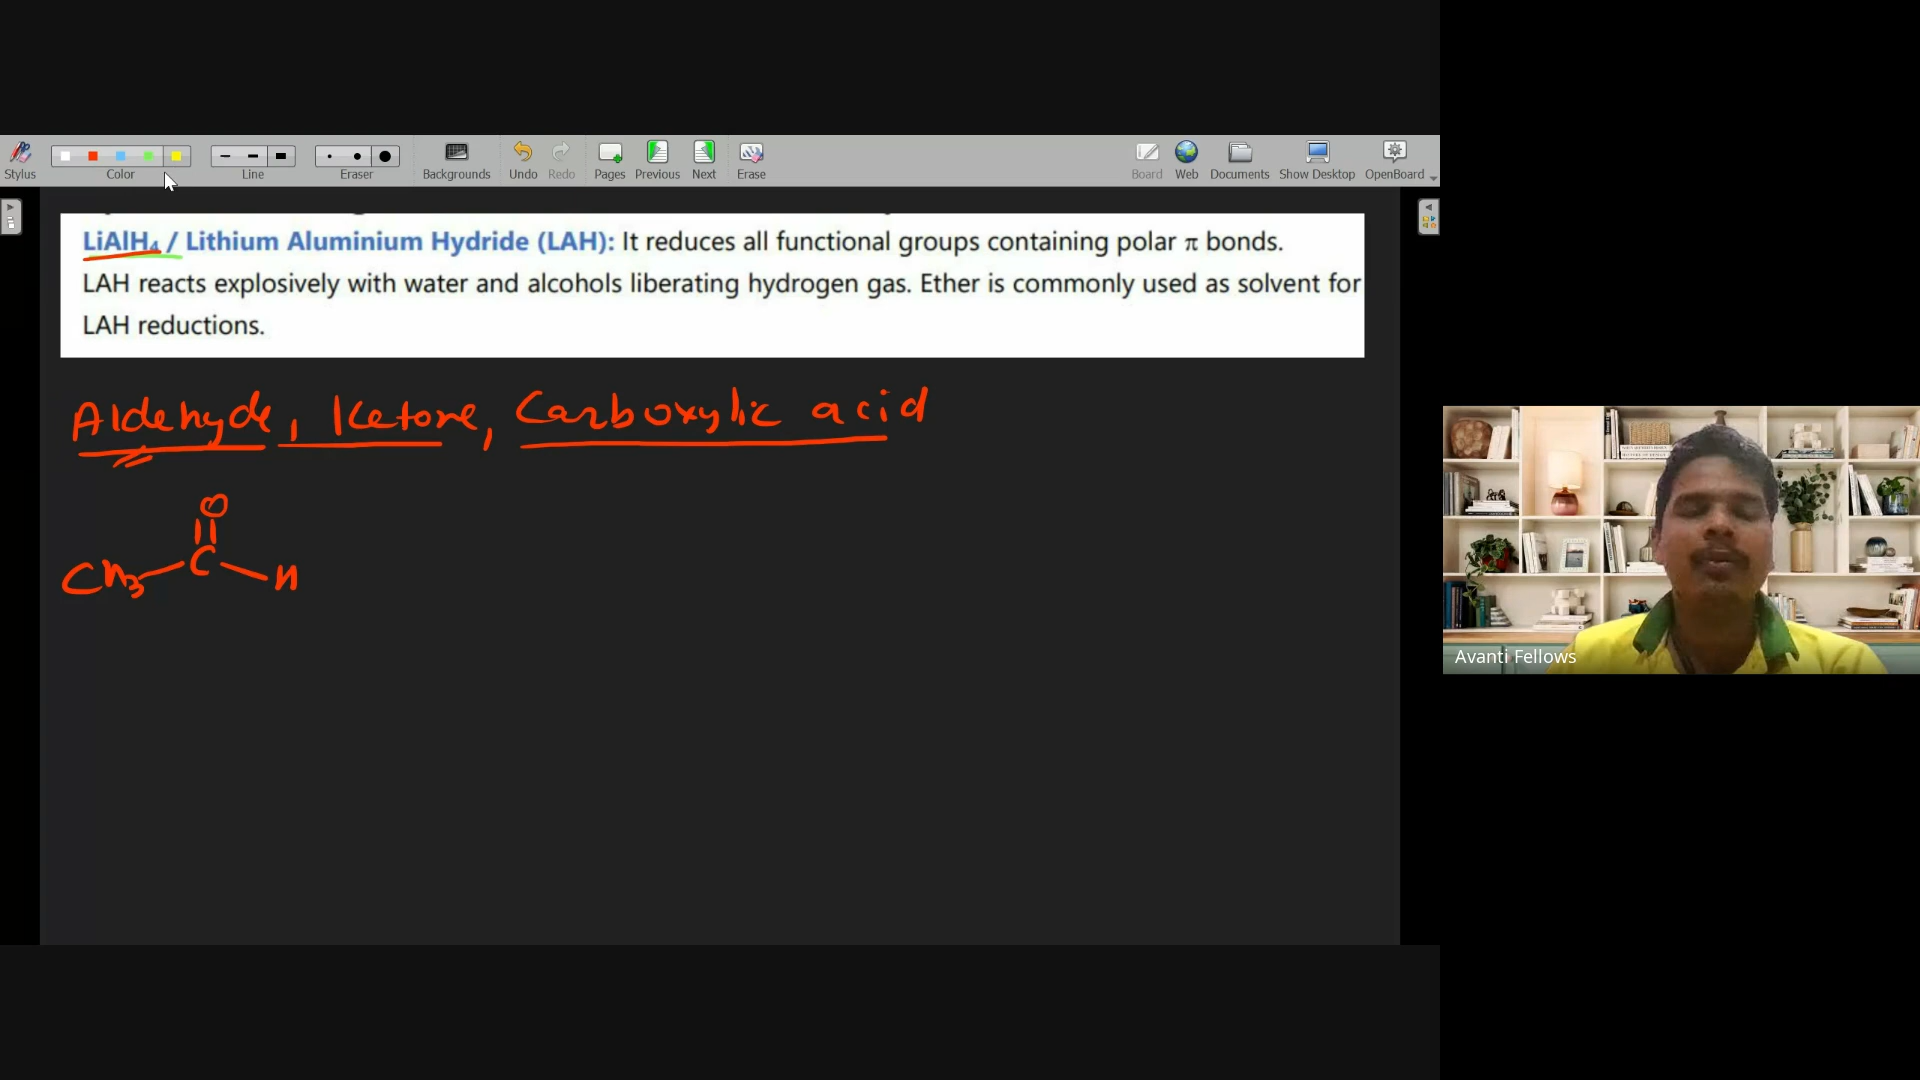 Stylus Color Line Eraser Backgrounds Undo Redo Pages Previous Next Erase Board Web Documents Show Desktop OpenBoard
LiAlH₄ / Lithium Aluminium Hydride (LAH): It reduces all functional groups containing polar π bonds.
LAH reacts explosively with water and alcohols liberating hydrogen gas. Ether is commonly used as solvent for
LAH reductions.
Aldehyde, Ketone, Carboxylic acid
O
CH₃ C H
Avanti Fellows